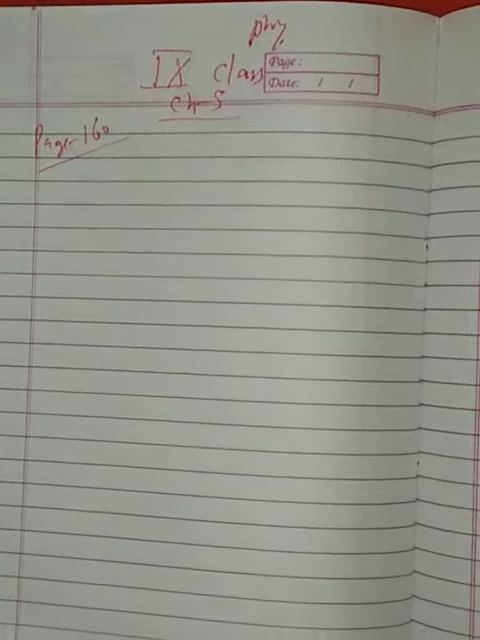 phy
IX Class
Page:
Date: / /
Ch-5
Page-160